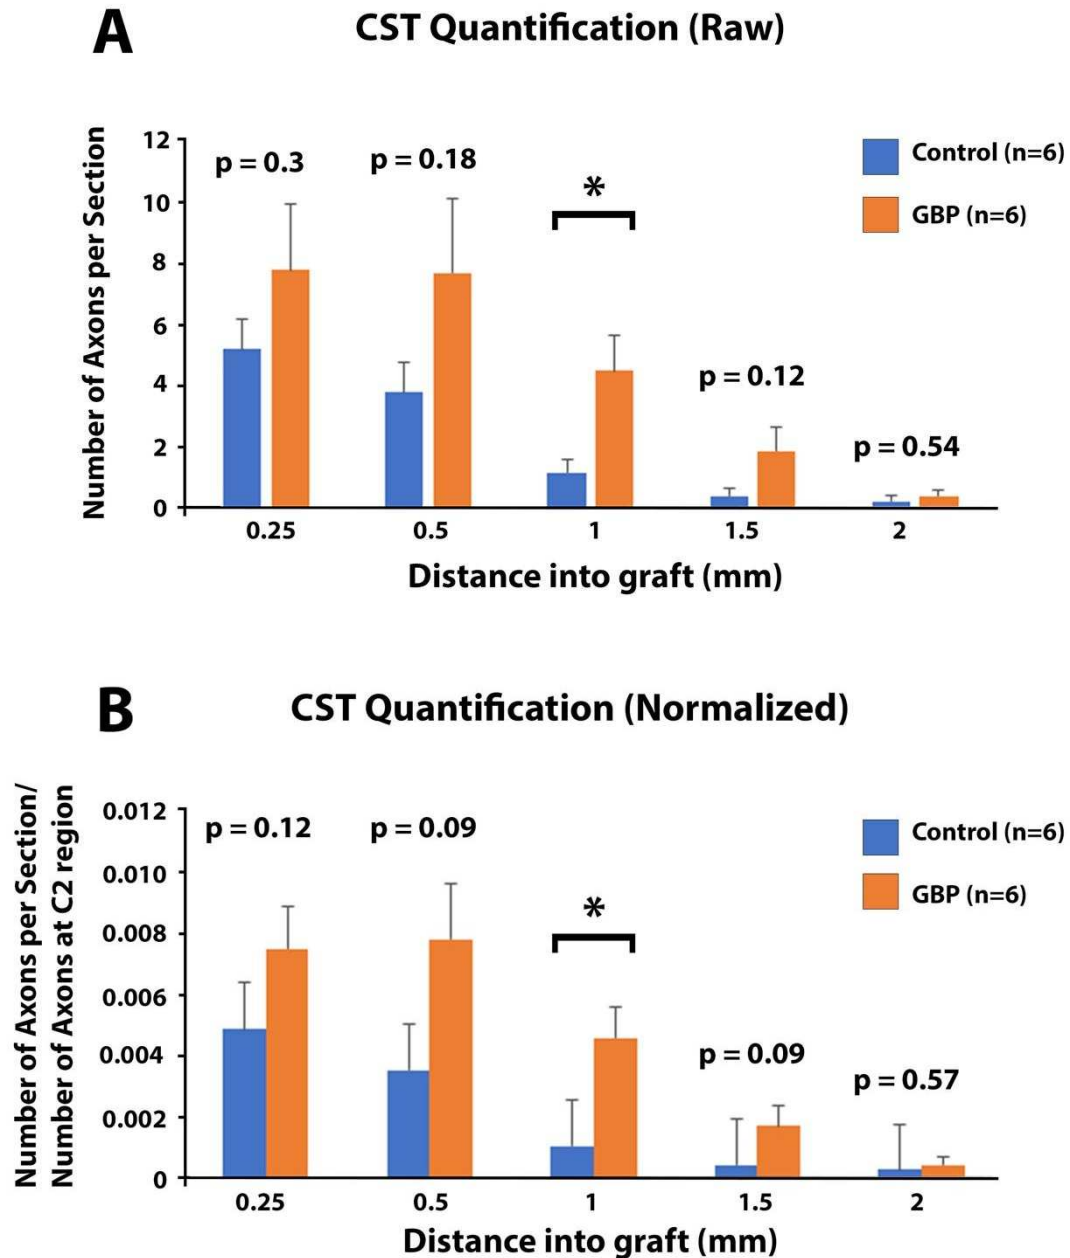 A
CST Quantification (Raw)
Number of Axons per Section
12
10
8
6
4
2
0
p = 0.3
p = 0.18
*
p = 0.12
p = 0.54
Control (n=6)
GBP (n=6)
0.25 0.5 1 1.5 2
Distance into graft (mm)
B
CST Quantification (Normalized)
Number of Axons per Section/
Number of Axons at C2 region
0.012
0.010
0.008
0.006
0.004
0.002
0
p = 0.12
p = 0.09
*
p = 0.09
p = 0.57
Control (n=6)
GBP (n=6)
0.25 0.5 1 1.5 2
Distance into graft (mm)